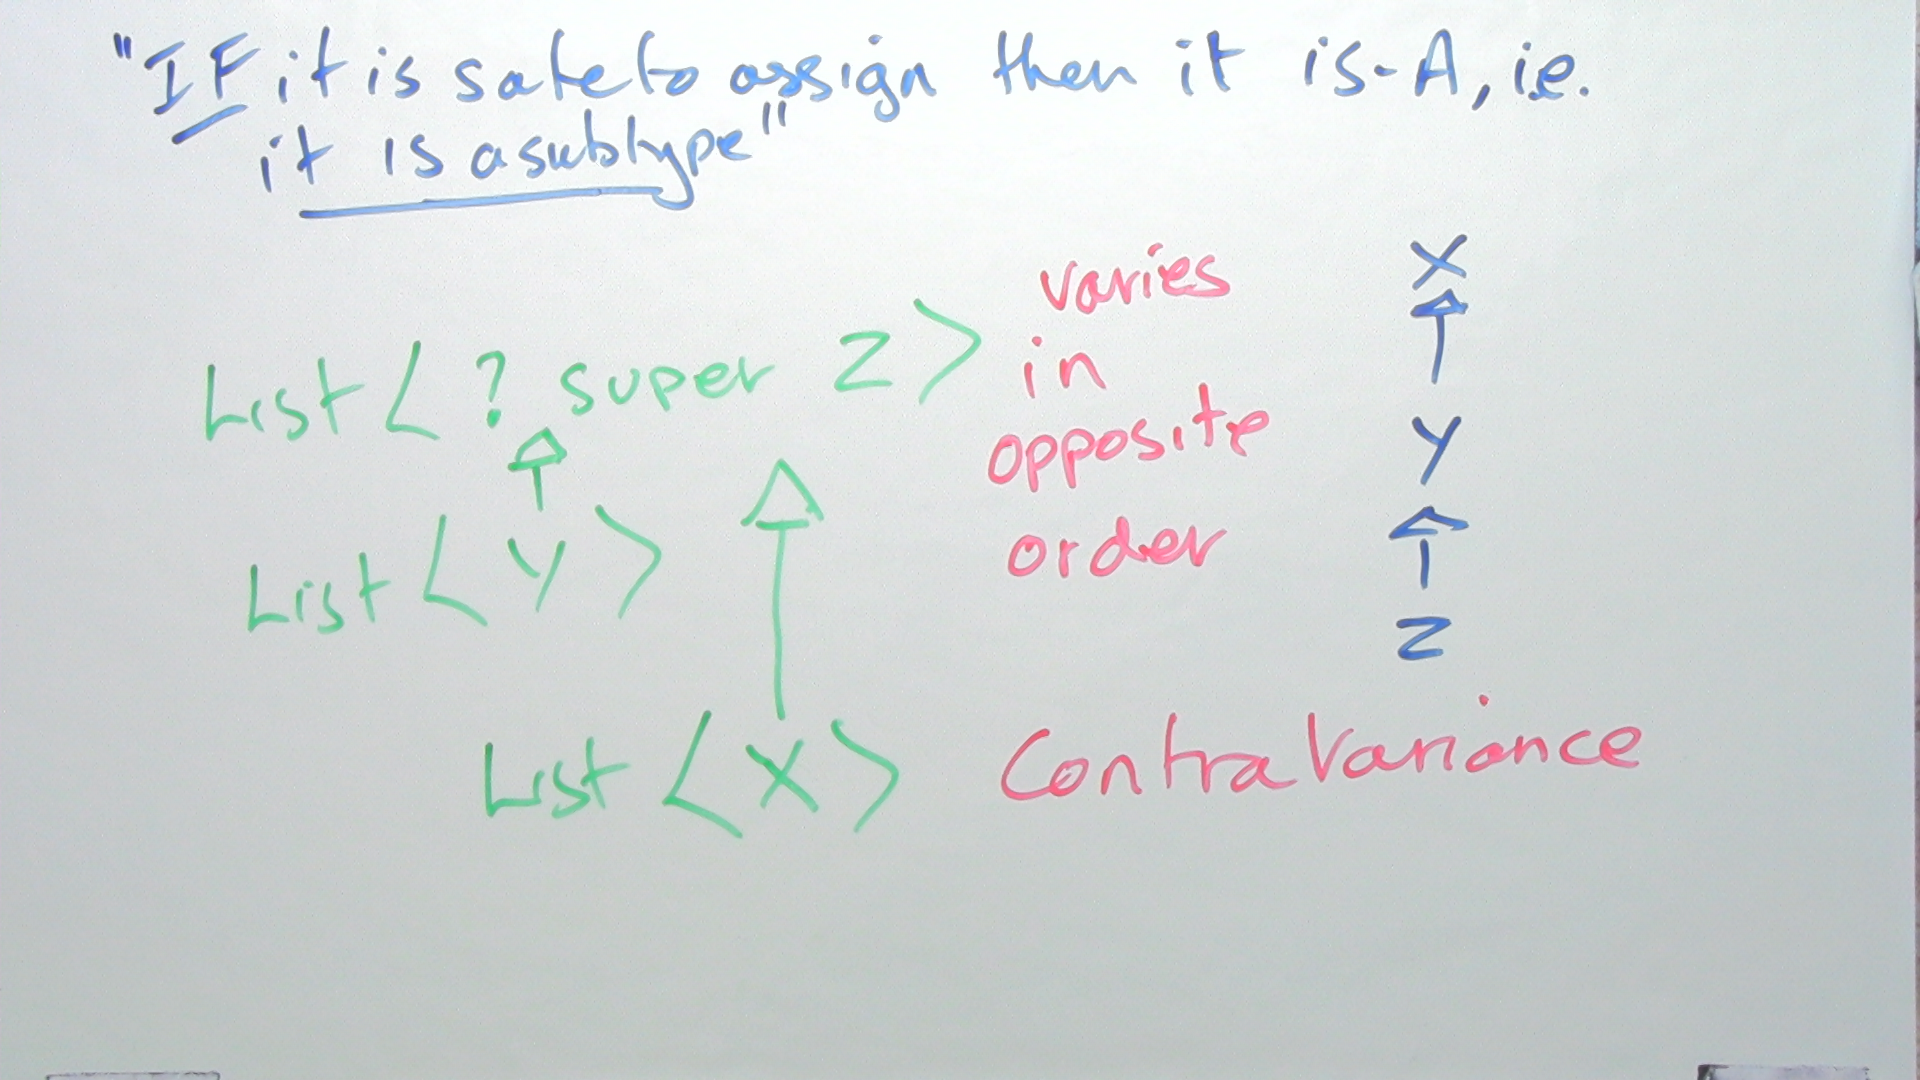 "IF it is safe to assign then it is-A, ie.
it is a subtype"
List < ? super Z >
List < Y >
List < X >
varies
in
opposite
order
X
Y
Z
ContraVariance